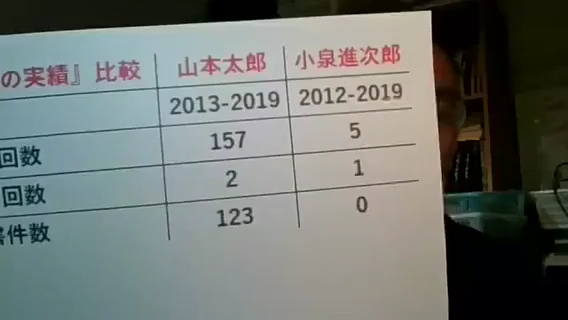 の実績』比較 山本太郎 小泉進次郎
2013-2019 2012-2019
回数 157 5
回数 2 1
件数 123 0